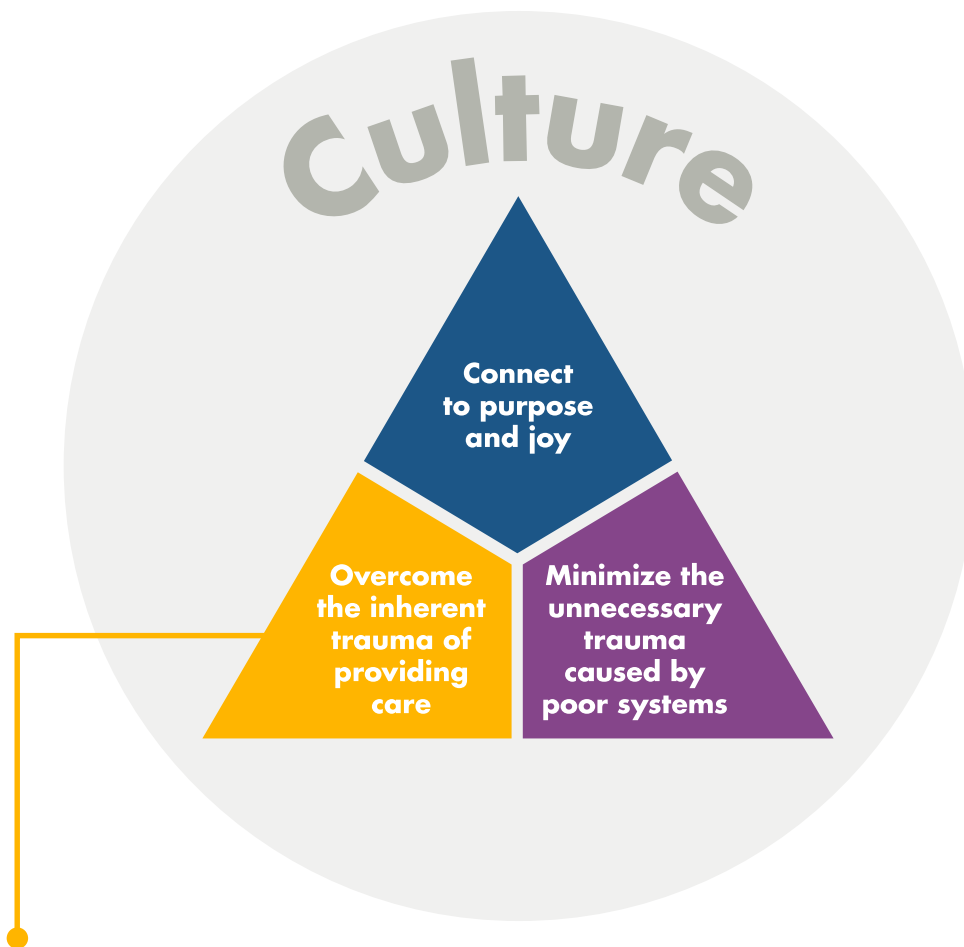 Culture
Connect
to purpose
and joy
Overcome
the inherent
trauma of
providing
care
Minimize the
unnecessary
trauma
caused by
poor systems